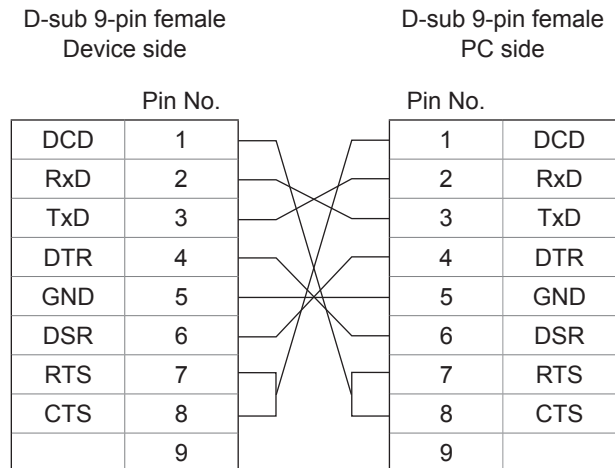 D-sub 9-pin female D-sub 9-pin female
Device side PC side
Pin No. Pin No.
DCD 1 1 DCD
RxD 2 2 RxD
TxD 3 3 TxD
DTR 4 4 DTR
GND 5 5 GND
DSR 6 6 DSR
RTS 7 7 RTS
CTS 8 8 CTS
9 9